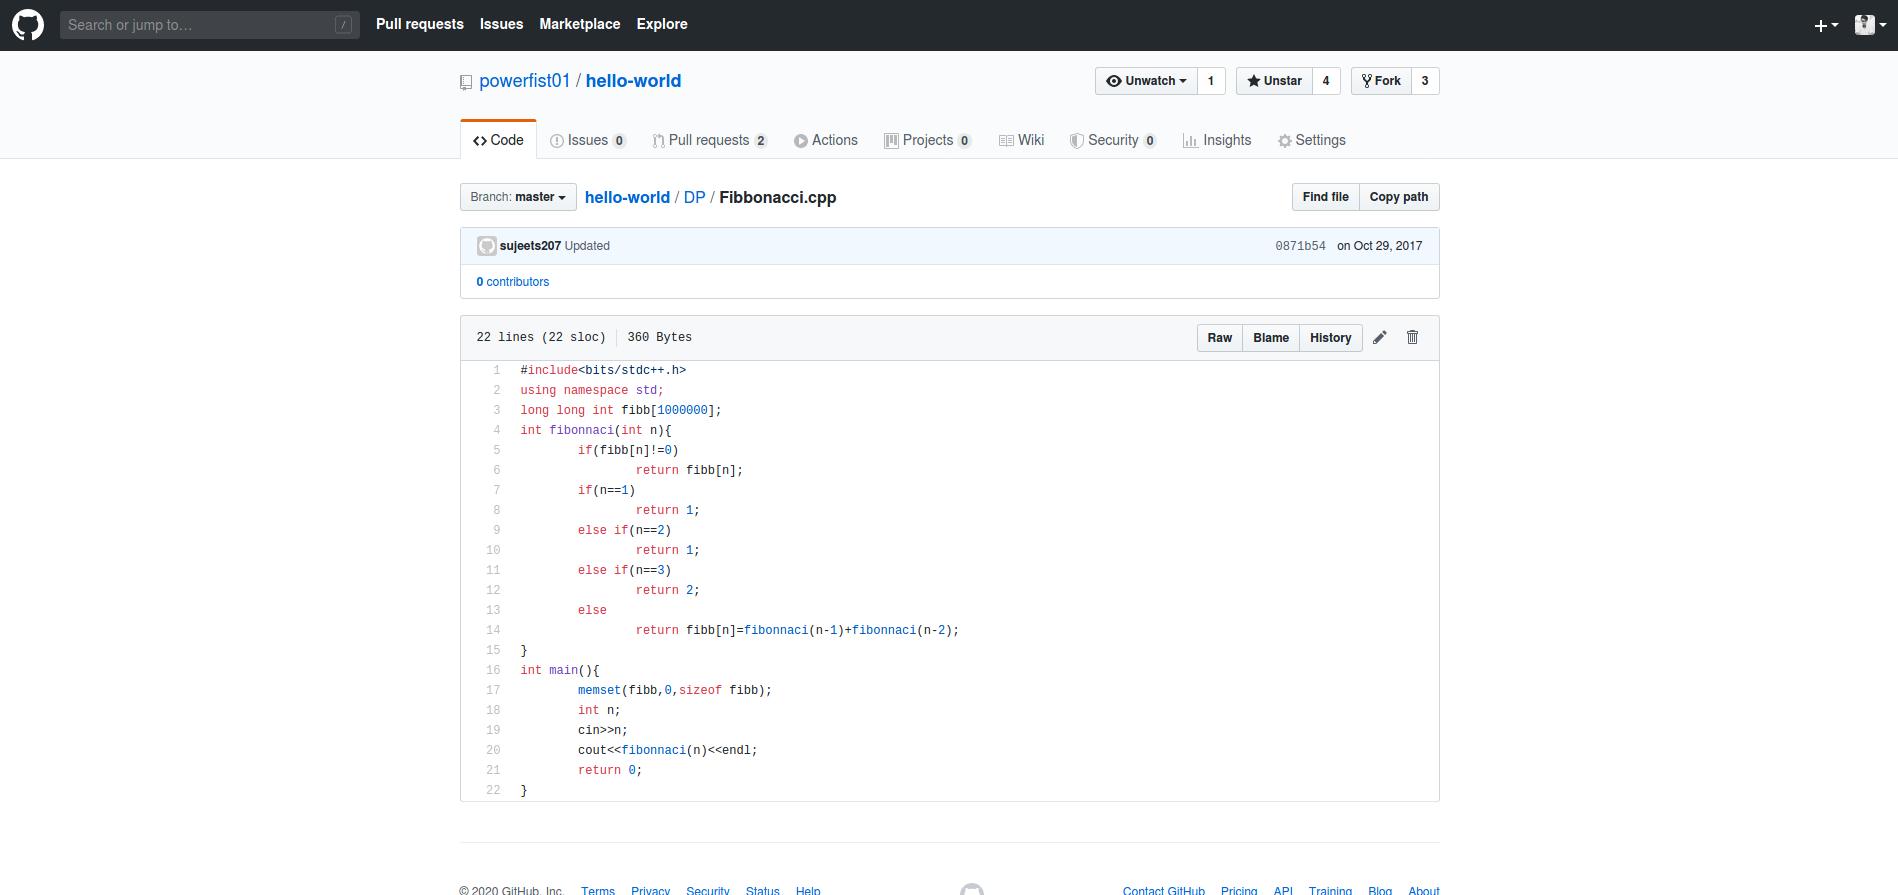 Search or jump to… / Pull requests Issues Marketplace Explore
powerfist01 / hello-world Unwatch 1 Unstar 4 Fork 3
Code Issues 0 Pull requests 2 Actions Projects 0 Wiki Security 0 Insights Settings
Branch: master hello-world / DP / Fibbonacci.cpp Find file Copy path
sujeets207 Updated 0871b54 on Oct 29, 2017
0 contributors
22 lines (22 sloc) 360 Bytes Raw Blame History
1 #include<bits/stdc++.h>
2 using namespace std;
3 long long int fibb[1000000];
4 int fibonnaci(int n){
5 if(fibb[n]!=0)
6 return fibb[n];
7 if(n==1)
8 return 1;
9 else if(n==2)
10 return 1;
11 else if(n==3)
12 return 2;
13 else
14 return fibb[n]=fibonnaci(n-1)+fibonnaci(n-2);
15 }
16 int main(){
17 memset(fibb,0,sizeof fibb);
18 int n;
19 cin>>n;
20 cout<<fibonnaci(n)<<endl;
21 return 0;
22 }
© 2020 GitHub, Inc. Terms Privacy Security Status Help Contact GitHub Pricing API Training Blog About